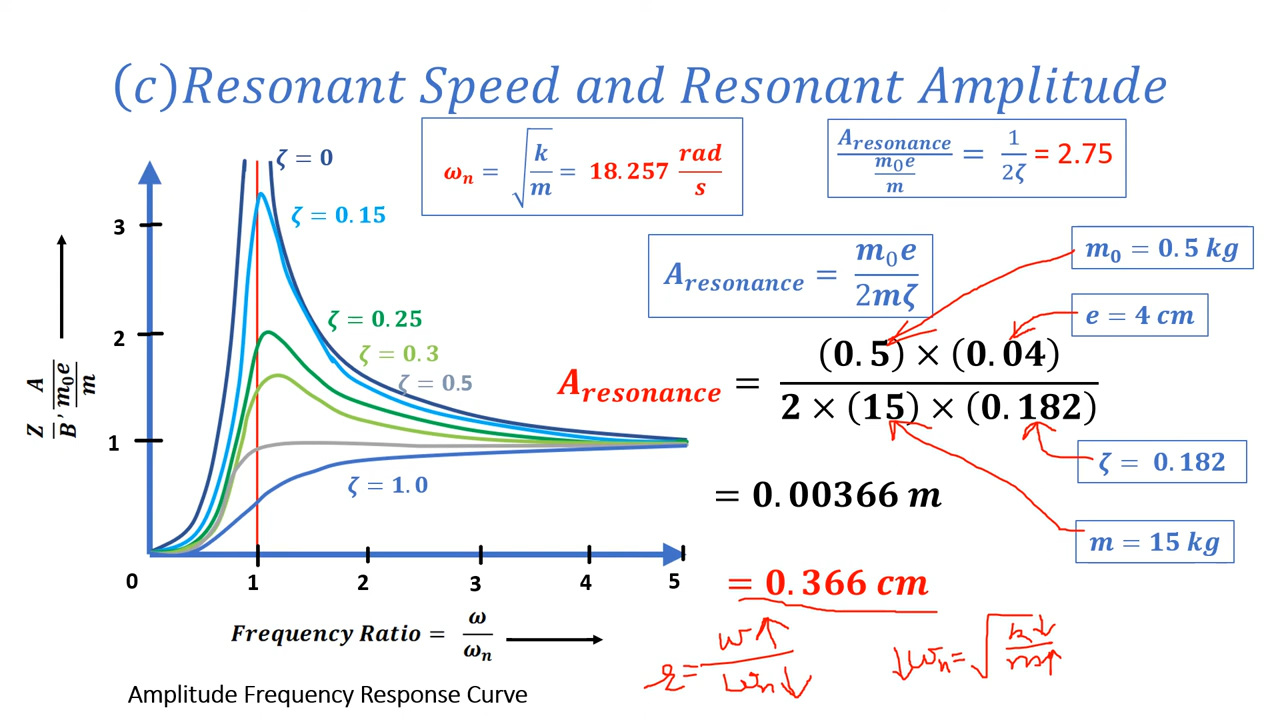 (c)Resonant Speed and Resonant Amplitude
ζ = 0
ζ = 0.15
ζ = 0.25
ζ = 0.3
ζ = 0.5
ζ = 1.0
3
2
1
0 1 2 3 4 5
Z/B, A/(m₀e/m)
Frequency Ratio = ω/ωₙ
Amplitude Frequency Response Curve
ωₙ = √(k/m) = 18.257 rad/s
A_resonance/(m₀e/m) = 1/2ζ = 2.75
A_resonance = m₀e/2mζ
m₀ = 0.5 kg
e = 4 cm
A_resonance = (0.5) × (0.04)/2 × (15) × (0.182)
ζ = 0.182
= 0.00366 m
m = 15 kg
= 0.366 cm
r = ω↑/ωn↓
↓ωn = √(k↓/m↑)